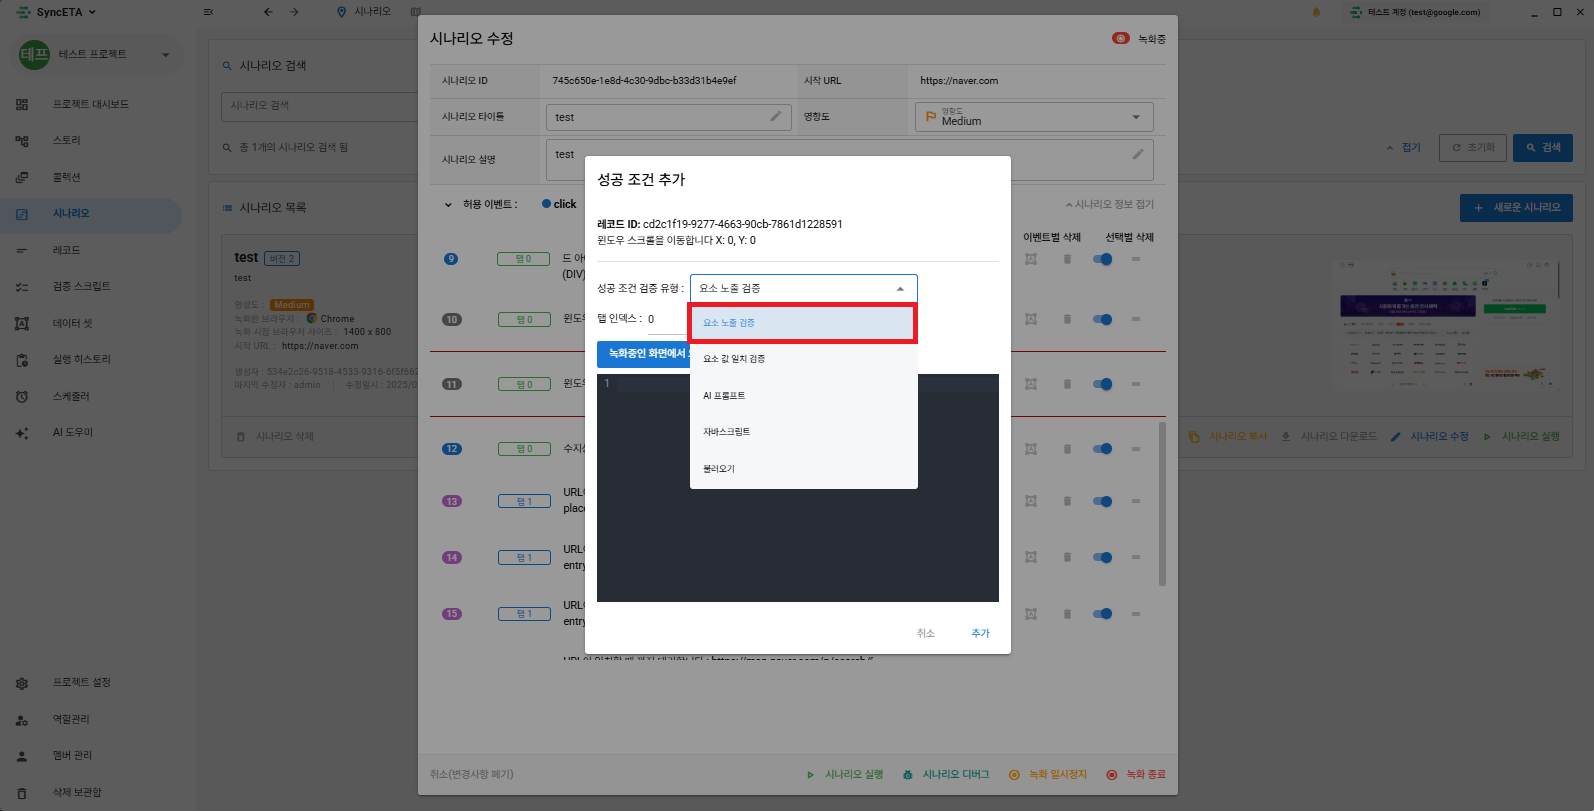 SyncETA
시나리오
테스트 계정 (test@google.com)
테프
테스트 프로젝트
프로젝트 대시보드
스토리
콜렉션
시나리오
레코드
검증 스크립트
데이터 셋
실행 히스토리
스케줄러
AI 도우미
프로젝트 설정
역할관리
멤버 관리
삭제 보관함
시나리오 검색
시나리오 검색
총 1개의 시나리오 검색 됨
접기
초기화
검색
시나리오 목록
새로운 시나리오
test 버전 2
test
영향도 : Medium
녹화한 브라우저 : Chrome
녹화 시점 브라우저 사이즈 : 1400 x 800
시작 URL : https://naver.com
생성자 : 534e2c26-9518-4533-9316-6f5f662
마지막 수정자 : admin | 수정일시 : 2025/0
시나리오 삭제
시나리오 복사
시나리오 다운로드
시나리오 수정
시나리오 실행
시나리오 수정
녹화중
시나리오 ID 745c650e-1e8d-4c30-9dbc-b33d31b4e9ef 시작 URL https://naver.com
시나리오 타이틀 test 영향도 영향도 Medium
시나리오 설명 test
허용 이벤트 : click
시나리오 정보 접기
이벤트별 삭제 선택별 삭제
9 탭 0 드 아
(DIV)
10 탭 0 윈도우
11 탭 0 윈도우
12 탭 0
13 탭 1 URL
place
14 탭 1 URL
entry
15 탭 1 URL
entry
취소(변경사항 폐기)
시나리오 실행
시나리오 디버그
녹화 일시정지
녹화 종료
성공 조건 추가
레코드 ID: cd2c1f19-9277-4663-90cb-7861d1228591
윈도우 스크롤을 이동합니다 X: 0, Y: 0
성공 조건 검증 유형 : 요소 노출 검증
탭 인덱스 : 0
녹화중인 화면에서
요소 노출 검증
요소 값 일치 검증
AI 프롬프트
자바스크립트
불러오기
1
취소
추가